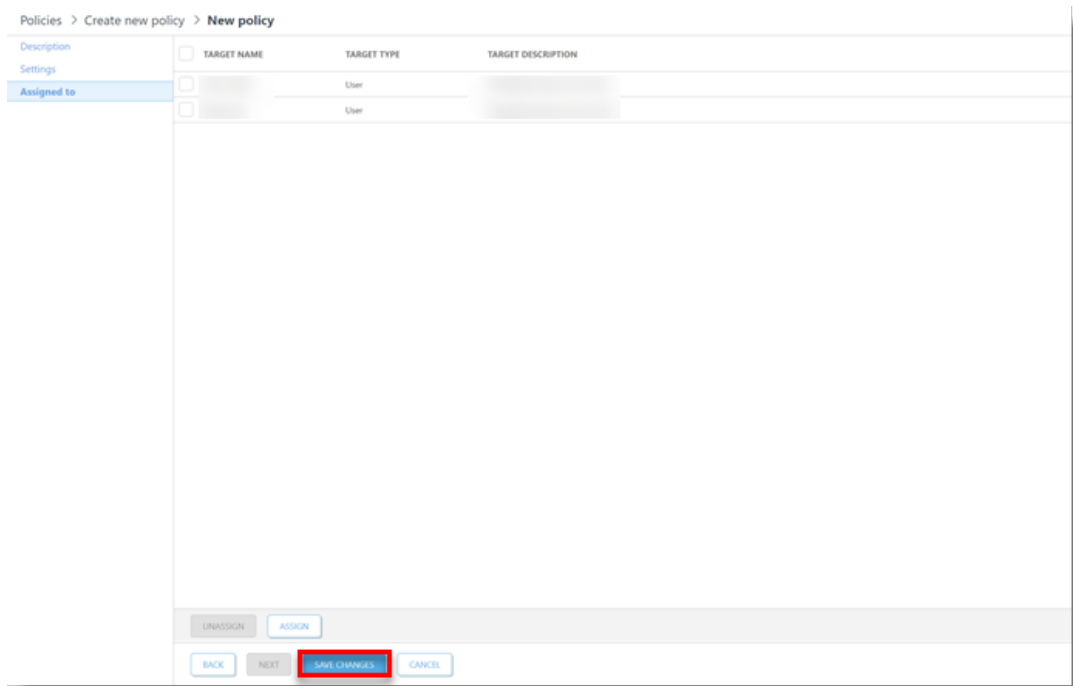 Policies > Create new policy > New policy
Description
Settings
Assigned to
TARGET NAME TARGET TYPE TARGET DESCRIPTION
User
User
UNASSIGN ASSIGN
BACK NEXT SAVE CHANGES CANCEL